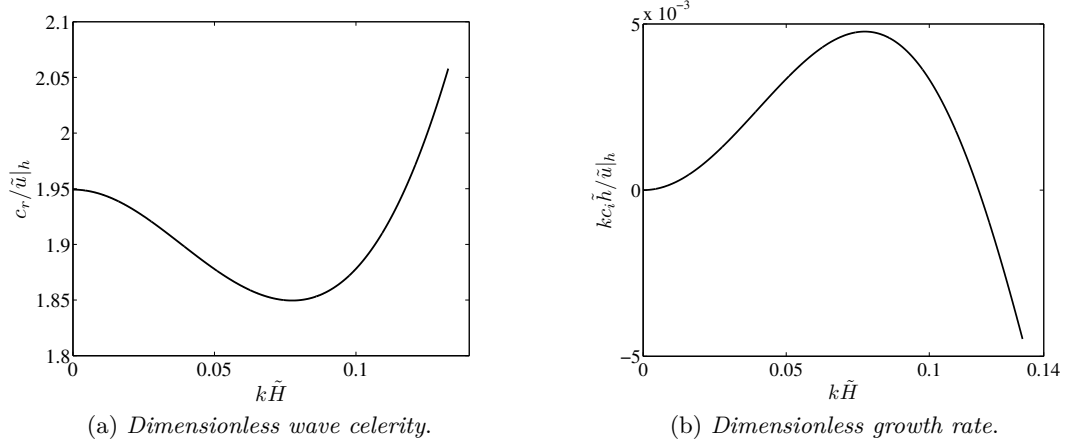 2.1
2.05
2
1.95
1.9
1.85
1.8
0
0.05
0.1
c_r/ũ|_h
kH̃
(a) Dimensionless wave celerity.
5 x 10^{-3}
0
-5
0
0.05
0.1
0.14
kc_ih̃/ũ|_h
kH̃
(b) Dimensionless growth rate.